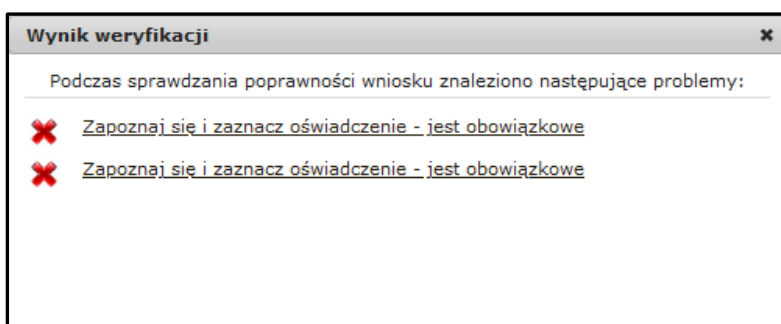 Wynik weryfikacji
Podczas sprawdzania poprawności wniosku znaleziono następujące problemy:
Zapoznaj się i zaznacz oświadczenie - jest obowiązkowe
Zapoznaj się i zaznacz oświadczenie - jest obowiązkowe